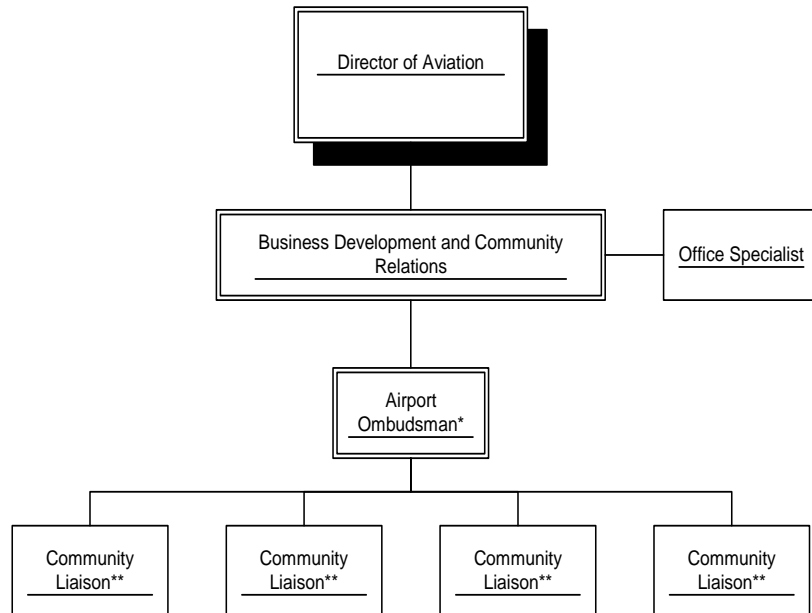 Director of Aviation
Business Development and Community
Relations
Office Specialist
Airport
Ombudsman*
Community
Liaison**
Community
Liaison**
Community
Liaison**
Community
Liaison**